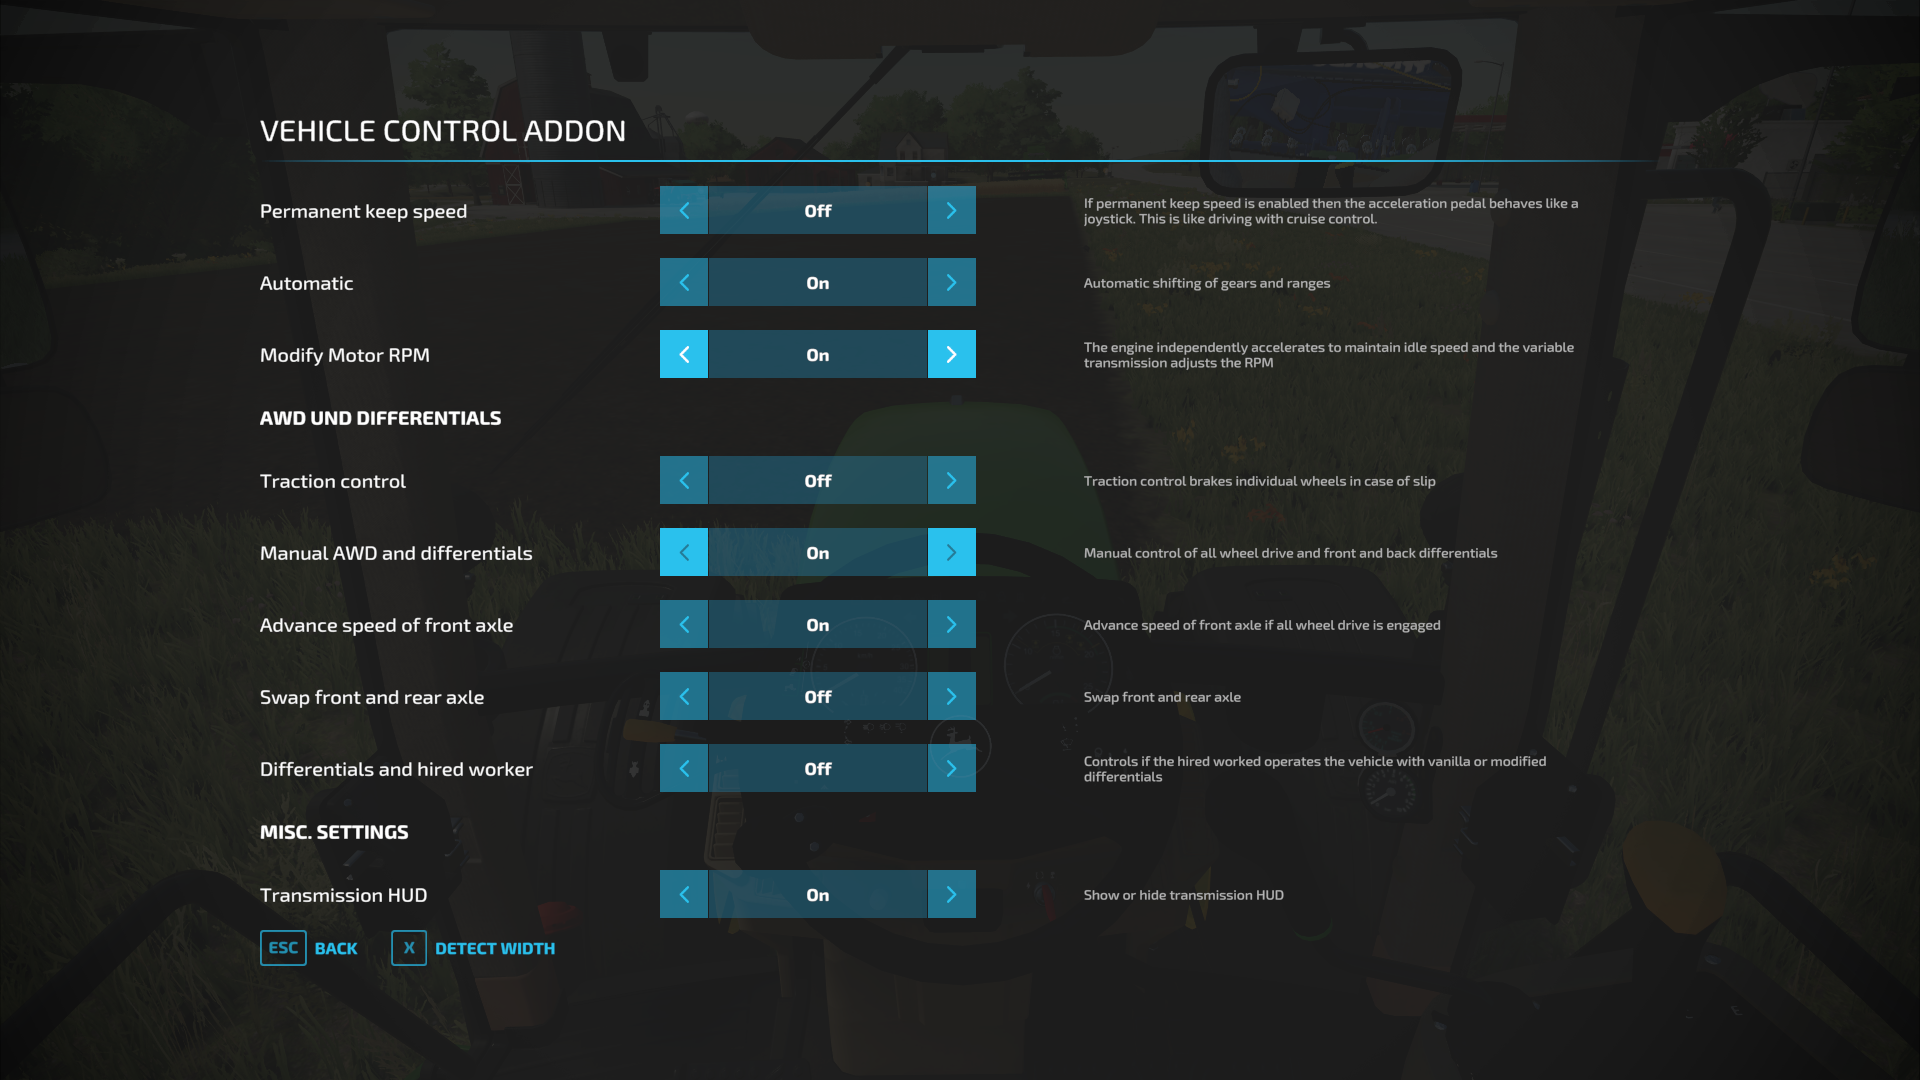 VEHICLE CONTROL ADDON
Permanent keep speed
Off
If permanent keep speed is enabled then the acceleration pedal behaves like a
joystick. This is like driving with cruise control.
Automatic
On
Automatic shifting of gears and ranges
Modify Motor RPM
On
The engine independently accelerates to maintain idle speed and the variable
transmission adjusts the RPM
AWD UND DIFFERENTIALS
Traction control
Off
Traction control brakes individual wheels in case of slip
Manual AWD and differentials
On
Manual control of all wheel drive and front and back differentials
Advance speed of front axle
On
Advance speed of front axle if all wheel drive is engaged
Swap front and rear axle
Off
Swap front and rear axle
Differentials and hired worker
Off
Controls if the hired worked operates the vehicle with vanilla or modified
differentials
MISC. SETTINGS
Transmission HUD
On
Show or hide transmission HUD
ESC BACK X DETECT WIDTH